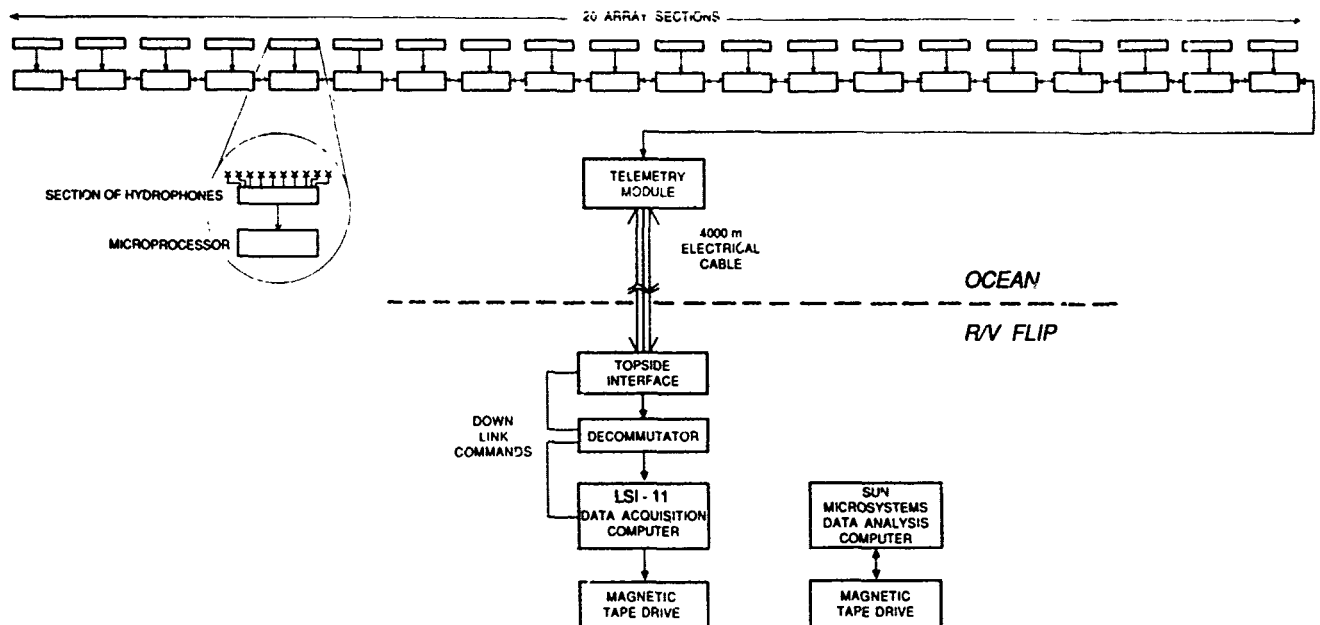 20 ARRAY SECTIONS
SECTION OF HYDROPHONES
MICROPROCESSOR
TELEMETRY
MODULE
4000 m
ELECTRICAL
CABLE
OCEAN
R/V FLIP
TOPSIDE
INTERFACE
DOWN
LINK
COMMANDS
DECOMMUTATOR
LSI - 11
DATA ACQUISITION
COMPUTER
SUN
MICROSYSTEMS
DATA ANALYSIS
COMPUTER
MAGNETIC
TAPE DRIVE
MAGNETIC
TAPE DRIVE